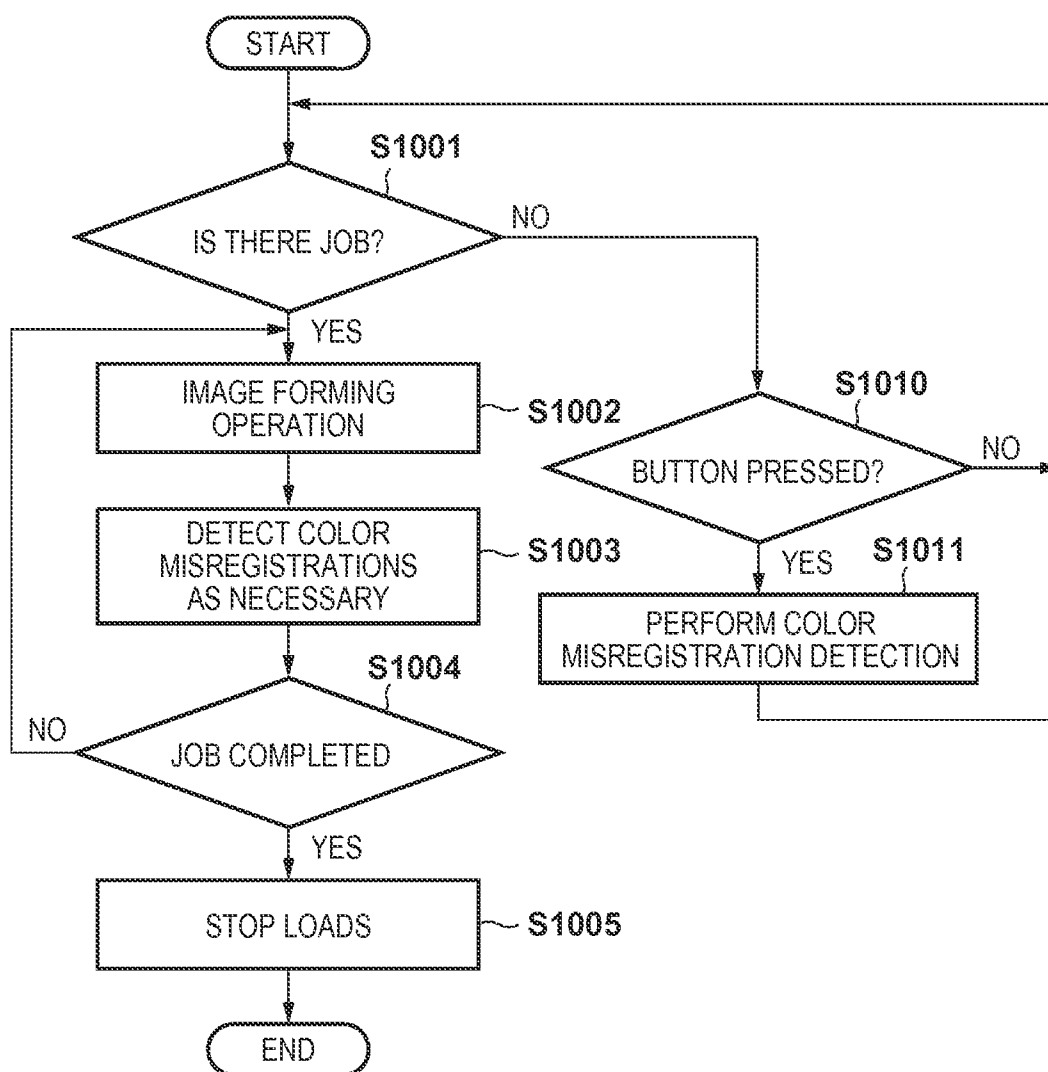 START
S1001
IS THERE JOB?
NO
YES
IMAGE FORMING
OPERATION
S1002
S1010
BUTTON PRESSED?
NO
DETECT COLOR
MISREGISTRATIONS
AS NECESSARY
S1003
YES
S1011
PERFORM COLOR
MISREGISTRATION DETECTION
S1004
NO
JOB COMPLETED
YES
STOP LOADS
S1005
END